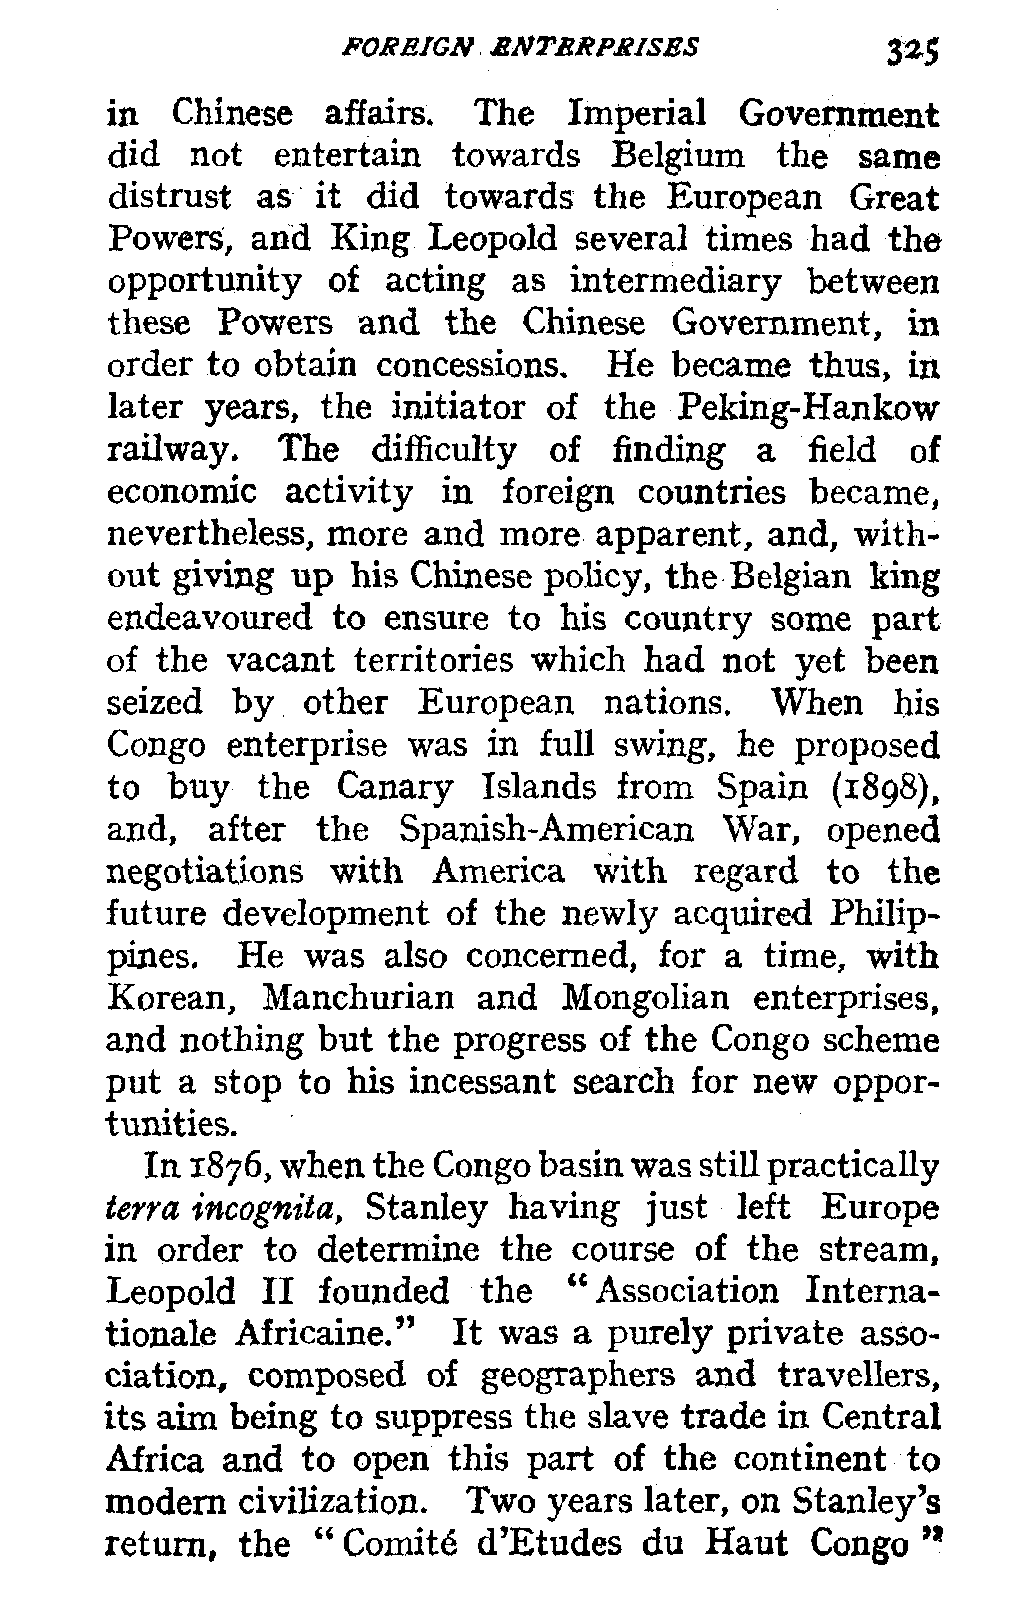 FOREIGN ENTERPRISES 325
in Chinese affairs. The Imperial Government
did not entertain towards Belgium the same
distrust as it did towards the European Great
Powers, and King Leopold several times had the
opportunity of acting as intermediary between
these Powers and the Chinese Government, in
order to obtain concessions. He became thus, in
later years, the initiator of the Peking-Hankow
railway. The difficulty of finding a field of
economic activity in foreign countries became,
nevertheless, more and more apparent, and, with-
out giving up his Chinese policy, the Belgian king
endeavoured to ensure to his country some part
of the vacant territories which had not yet been
seized by other European nations. When his
Congo enterprise was in full swing, he proposed
to buy the Canary Islands from Spain (1898),
and, after the Spanish-American War, opened
negotiations with America with regard to the
future development of the newly acquired Philip-
pines. He was also concerned, for a time, with
Korean, Manchurian and Mongolian enterprises,
and nothing but the progress of the Congo scheme
put a stop to his incessant search for new oppor-
tunities.
In 1876, when the Congo basin was still practically
terra incognita, Stanley having just left Europe
in order to determine the course of the stream,
Leopold II founded the "Association Interna-
tionale Africaine." It was a purely private asso-
ciation, composed of geographers and travellers,
its aim being to suppress the slave trade in Central
Africa and to open this part of the continent to
modern civilization. Two years later, on Stanley's
return, the "Comité d'Etudes du Haut Congo"